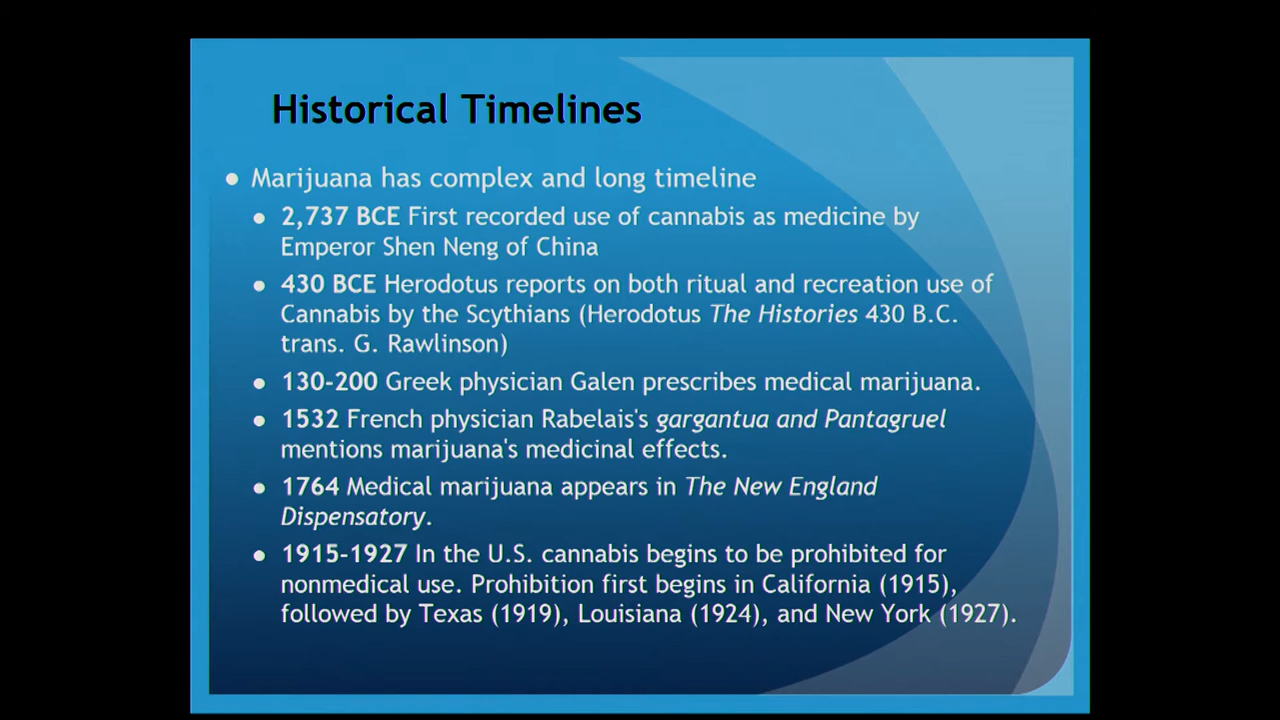 Historical Timelines
● Marijuana has complex and long timeline
● 2,737 BCE First recorded use of cannabis as medicine by
Emperor Shen Neng of China
● 430 BCE Herodotus reports on both ritual and recreation use of
Cannabis by the Scythians (Herodotus The Histories 430 B.C.
trans. G. Rawlinson)
● 130-200 Greek physician Galen prescribes medical marijuana.
● 1532 French physician Rabelais's gargantua and Pantagruel
mentions marijuana's medicinal effects.
● 1764 Medical marijuana appears in The New England
Dispensatory.
● 1915-1927 In the U.S. cannabis begins to be prohibited for
nonmedical use. Prohibition first begins in California (1915),
followed by Texas (1919), Louisiana (1924), and New York (1927).